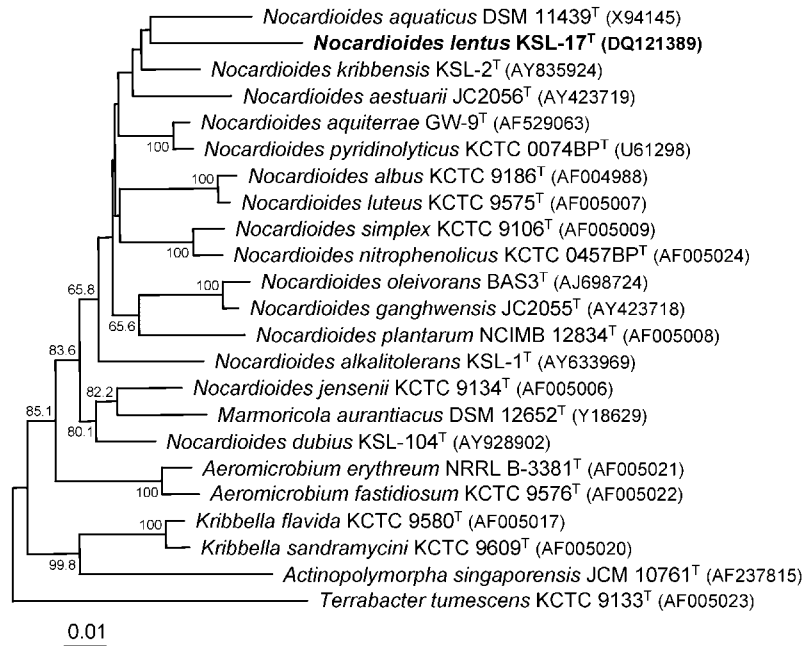 Nocardioides aquaticus DSM 11439ᵀ (X94145)
Nocardioides lentus KSL-17ᵀ (DQ121389)
Nocardioides kribbensis KSL-2ᵀ (AY835924)
Nocardioides aestuarii JC2056ᵀ (AY423719)
Nocardioides aquiterrae GW-9ᵀ (AF529063)
100
Nocardioides pyridinolyticus KCTC 0074BPᵀ (U61298)
100
Nocardioides albus KCTC 9186ᵀ (AF004988)
Nocardioides luteus KCTC 9575ᵀ (AF005007)
Nocardioides simplex KCTC 9106ᵀ (AF005009)
100
Nocardioides nitrophenolicus KCTC 0457BPᵀ (AF005024)
100
Nocardioides oleivorans BAS3ᵀ (AJ698724)
65.8
Nocardioides ganghwensis JC2055ᵀ (AY423718)
65.6
Nocardioides plantarum NCIMB 12834ᵀ (AF005008)
83.6
Nocardioides alkalitolerans KSL-1ᵀ (AY633969)
82.2
Nocardioides jensenii KCTC 9134ᵀ (AF005006)
85.1
Marmoricola aurantiacus DSM 12652ᵀ (Y18629)
80.1
Nocardioides dubius KSL-104ᵀ (AY928902)
Aeromicrobium erythreum NRRL B-3381ᵀ (AF005021)
100
Aeromicrobium fastidiosum KCTC 9576ᵀ (AF005022)
100
Kribbella flavida KCTC 9580ᵀ (AF005017)
Kribbella sandramycini KCTC 9609ᵀ (AF005020)
99.8
Actinopolymorpha singaporensis JCM 10761ᵀ (AF237815)
Terrabacter tumescens KCTC 9133ᵀ (AF005023)
0.01